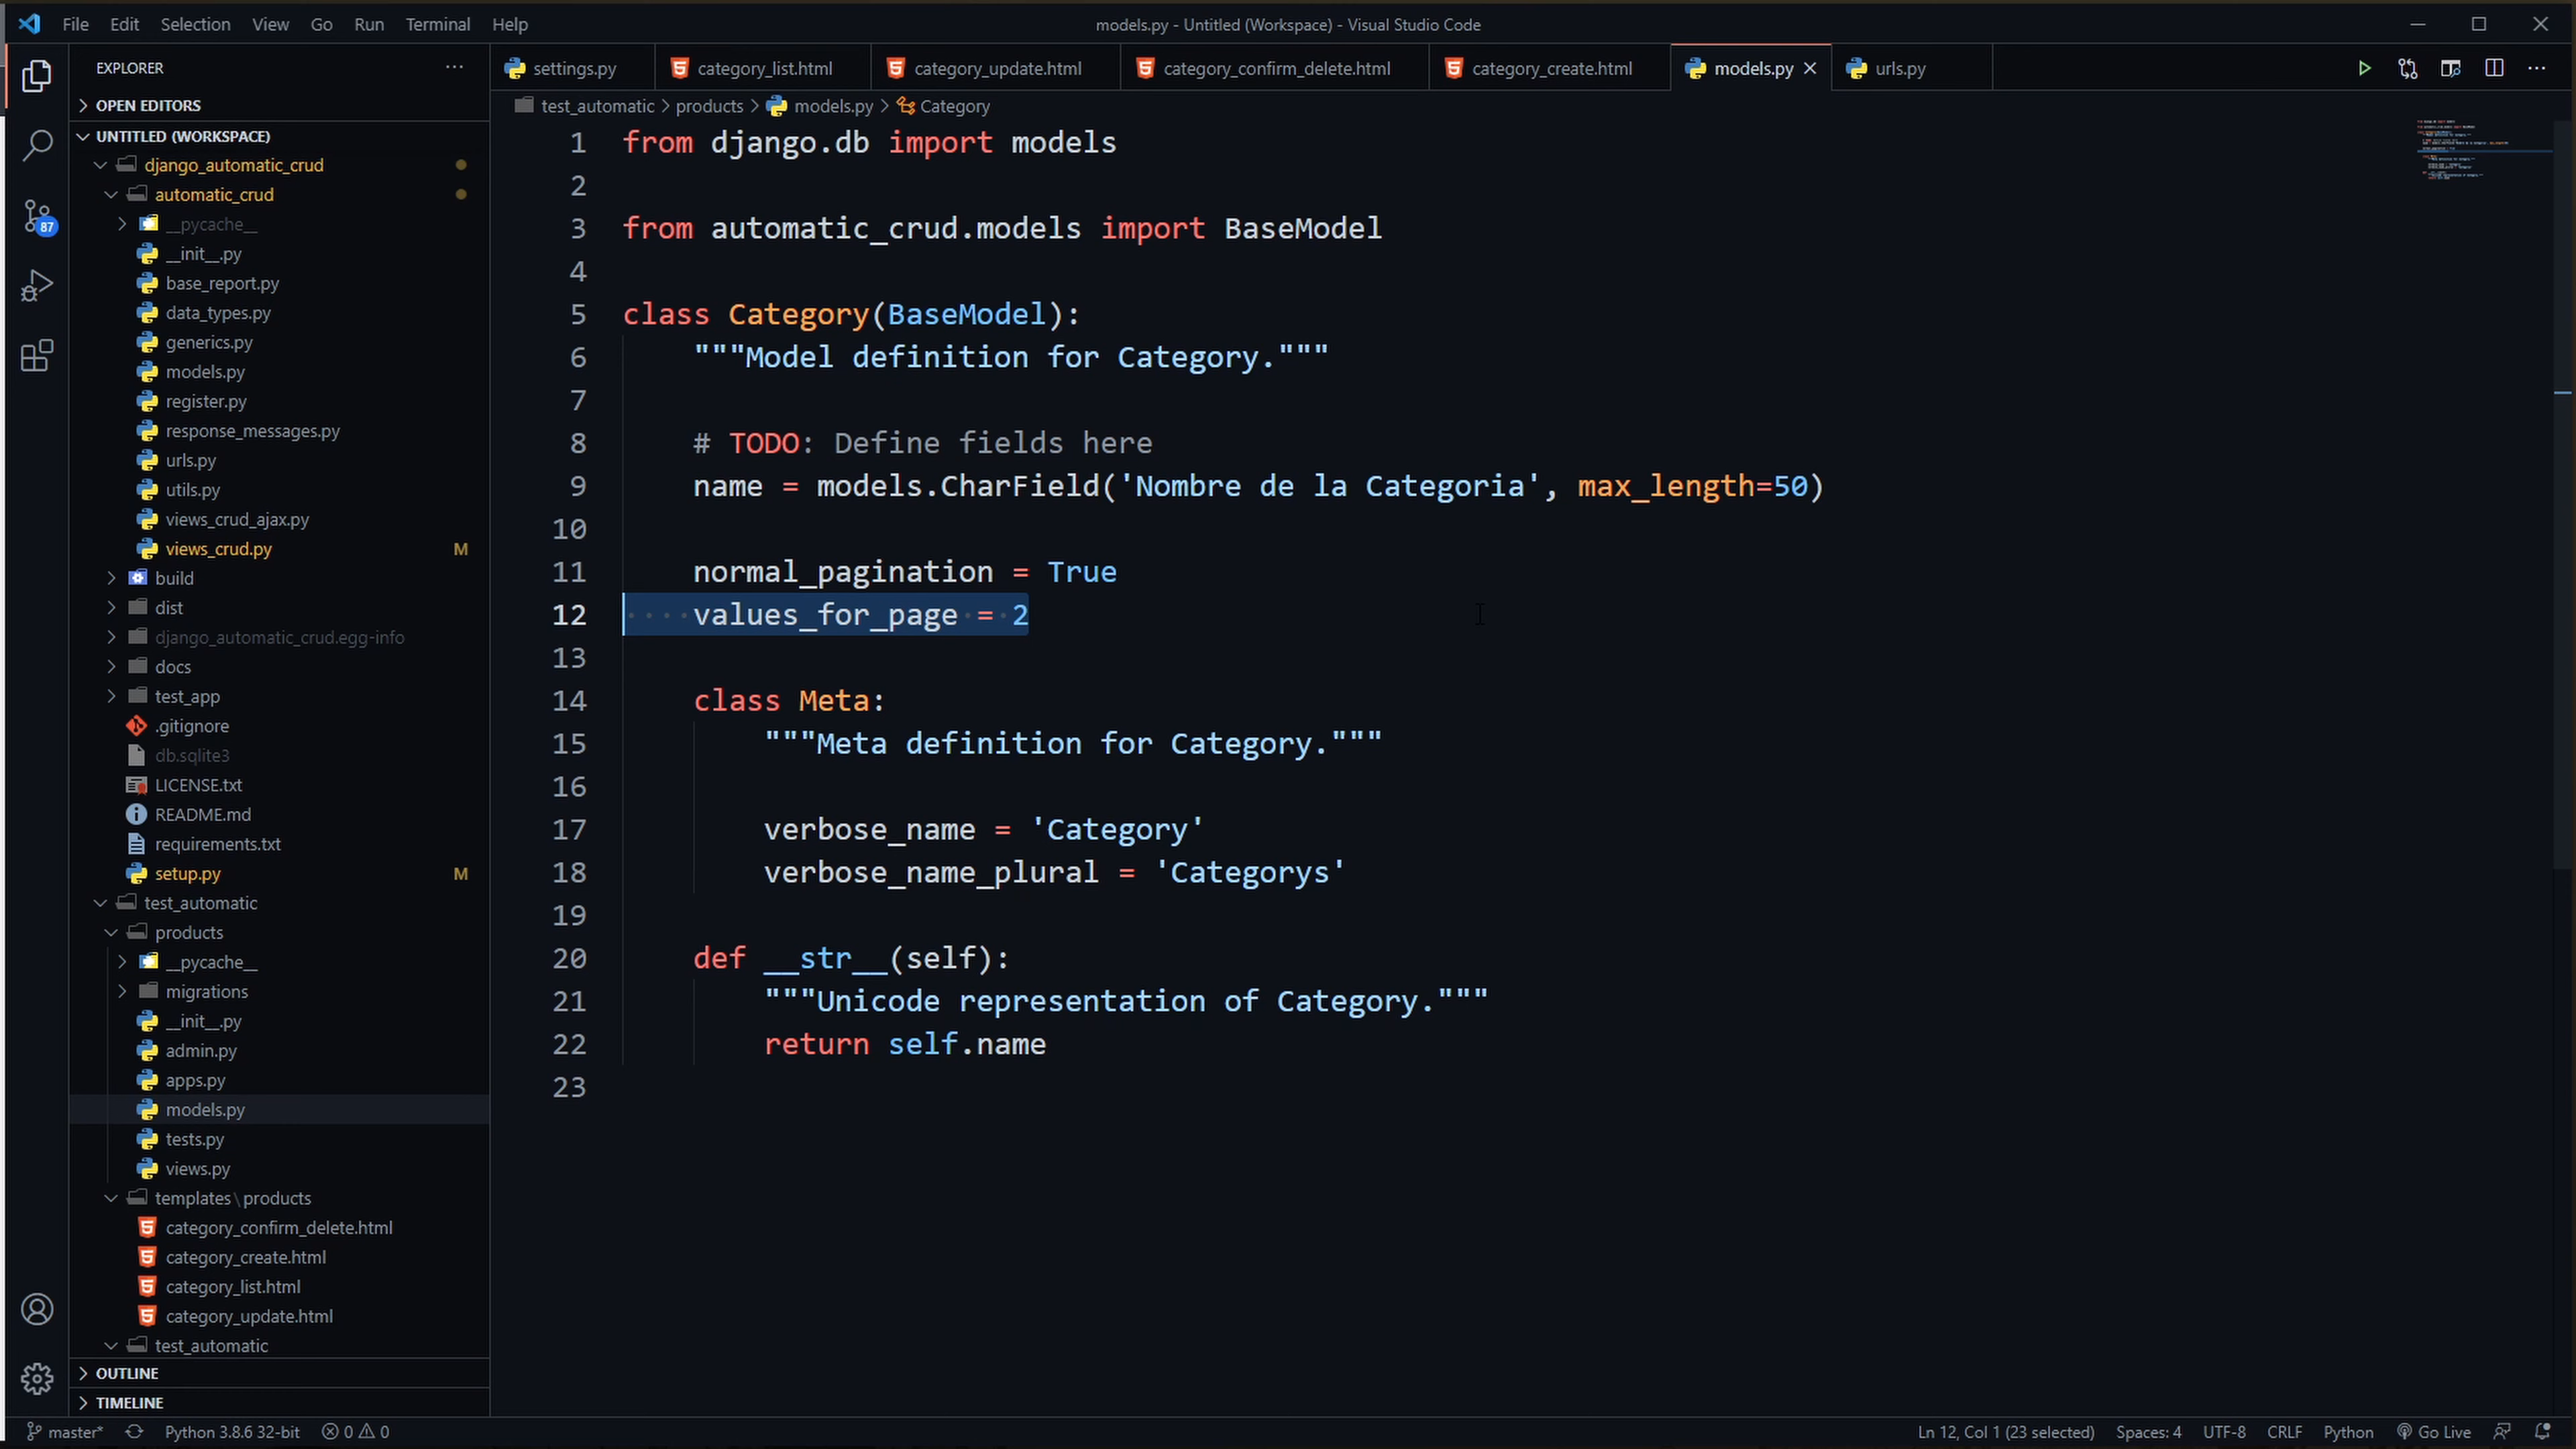 File Edit Selection View Go Run Terminal Help
models.py - Untitled (Workspace) - Visual Studio Code
EXPLORER
OPEN EDITORS
UNTITLED (WORKSPACE)
django_automatic_crud
automatic_crud
__pycache__
__init__.py
base_report.py
data_types.py
generics.py
models.py
register.py
response_messages.py
urls.py
utils.py
views_crud_ajax.py
views_crud.py M
build
dist
django_automatic_crud.egg-info
docs
test_app
.gitignore
db.sqlite3
LICENSE.txt
README.md
requirements.txt
setup.py M
test_automatic
products
__pycache__
migrations
__init__.py
admin.py
apps.py
models.py
tests.py
views.py
templates\products
category_confirm_delete.html
category_create.html
category_list.html
category_update.html
test_automatic
OUTLINE
TIMELINE
87
settings.py category_list.html category_update.html category_confirm_delete.html category_create.html models.py urls.py
test_automatic > products > models.py > Category
1 from django.db import models
2
3 from automatic_crud.models import BaseModel
4
5 class Category(BaseModel):
6 """Model definition for Category."""
7
8 # TODO: Define fields here
9 name = models.CharField('Nombre de la Categoria', max_length=50)
10
11 normal_pagination = True
12 values_for_page = 2
13
14 class Meta:
15 """Meta definition for Category."""
16
17 verbose_name = 'Category'
18 verbose_name_plural = 'Categorys'
19
20 def __str__(self):
21 """Unicode representation of Category."""
22 return self.name
23
master* Python 3.8.6 32-bit 0 0
Ln 12, Col 1 (23 selected) Spaces: 4 UTF-8 CRLF Python Go Live